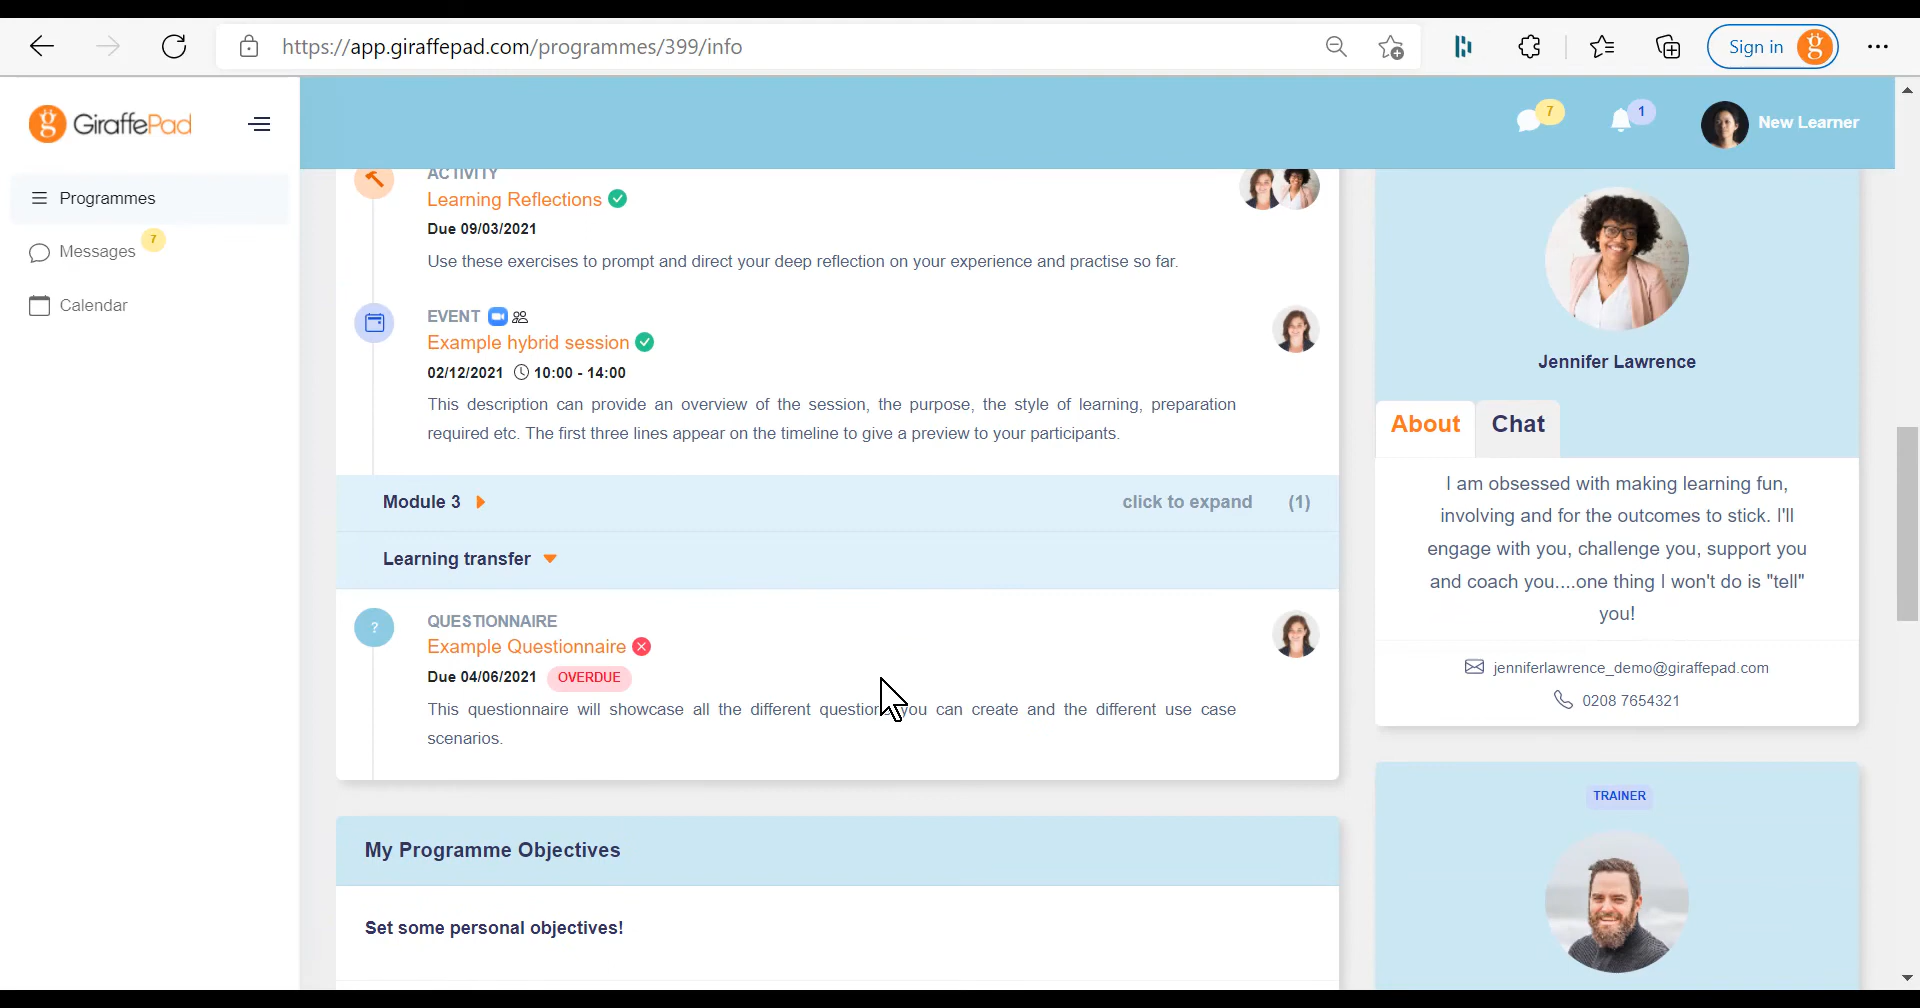 https://app.giraffepad.com/programmes/399/info
Sign in
GiraffePad
7
1
New Learner
Programmes
Messages
7
Calendar
ACTIVITY
Learning Reflections
Due 09/03/2021
Use these exercises to prompt and direct your deep reflection on your experience and practise so far.
EVENT
Example hybrid session
02/12/2021 10:00 - 14:00
This description can provide an overview of the session, the purpose, the style of learning, preparation
required etc. The first three lines appear on the timeline to give a preview to your participants.
Module 3
click to expand (1)
Learning transfer
?
QUESTIONNAIRE
Example Questionnaire
Due 04/06/2021 OVERDUE
This questionnaire will showcase all the different questions you can create and the different use case
scenarios.
My Programme Objectives
Set some personal objectives!
Jennifer Lawrence
About
Chat
I am obsessed with making learning fun,
involving and for the outcomes to stick. I'll
engage with you, challenge you, support you
and coach you....one thing I won't do is "tell"
you!
jenniferlawrence_demo@giraffepad.com
0208 7654321
TRAINER